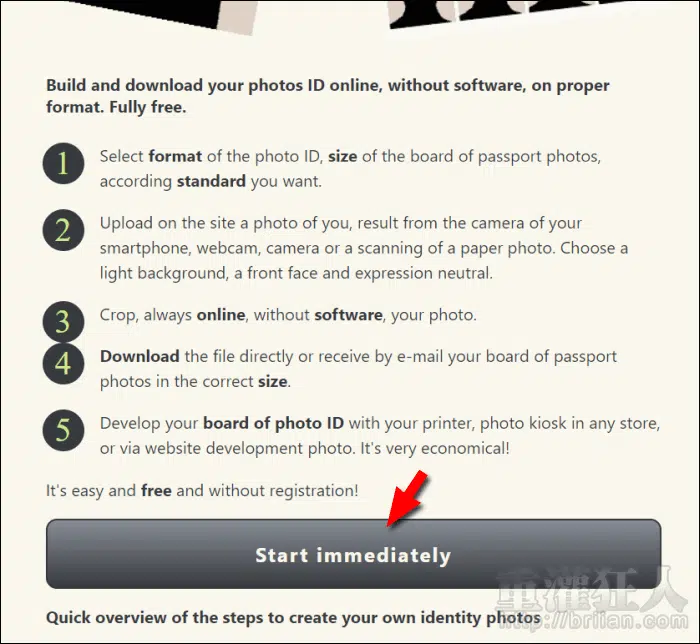 Build and download your photos ID online, without software, on proper
format. Fully free.
1
Select format of the photo ID, size of the board of passport photos,
according standard you want.
2
Upload on the site a photo of you, result from the camera of your
smartphone, webcam, camera or a scanning of a paper photo. Choose a
light background, a front face and expression neutral.
3
Crop, always online, without software, your photo.
4
Download the file directly or receive by e-mail your board of passport
photos in the correct size.
5
Develop your board of photo ID with your printer, photo kiosk in any store,
or via website development photo. It's very economical!
It's easy and free and without registration!
Start immediately
重灌狂人
Quick overview of the steps to create your own identity photos
http://briian.com